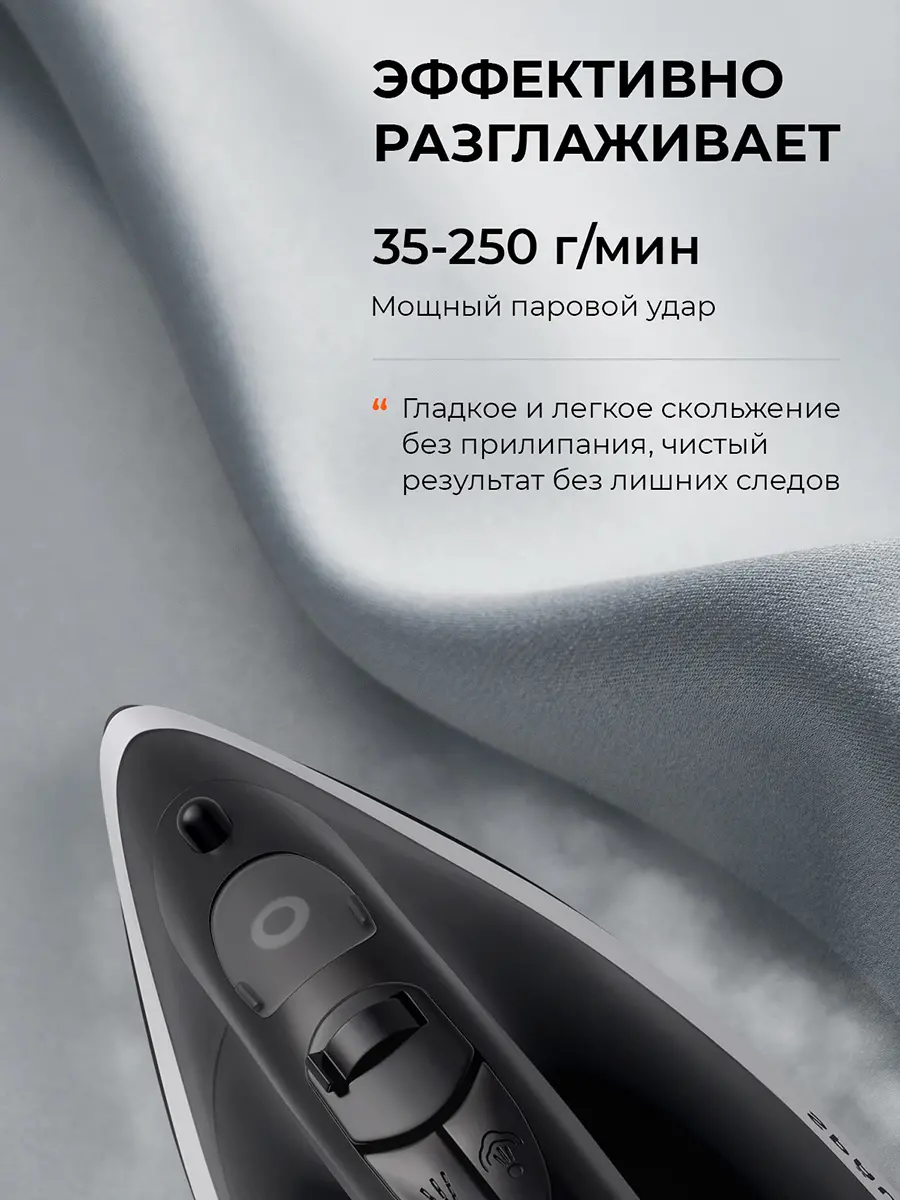 ЭФФЕКТИВНО
РАЗГЛАЖИВАЕТ
35-250 г/мин
Мощный паровой удар
“ Гладкое и легкое скольжение
без прилипания, чистый
результат без лишних следов